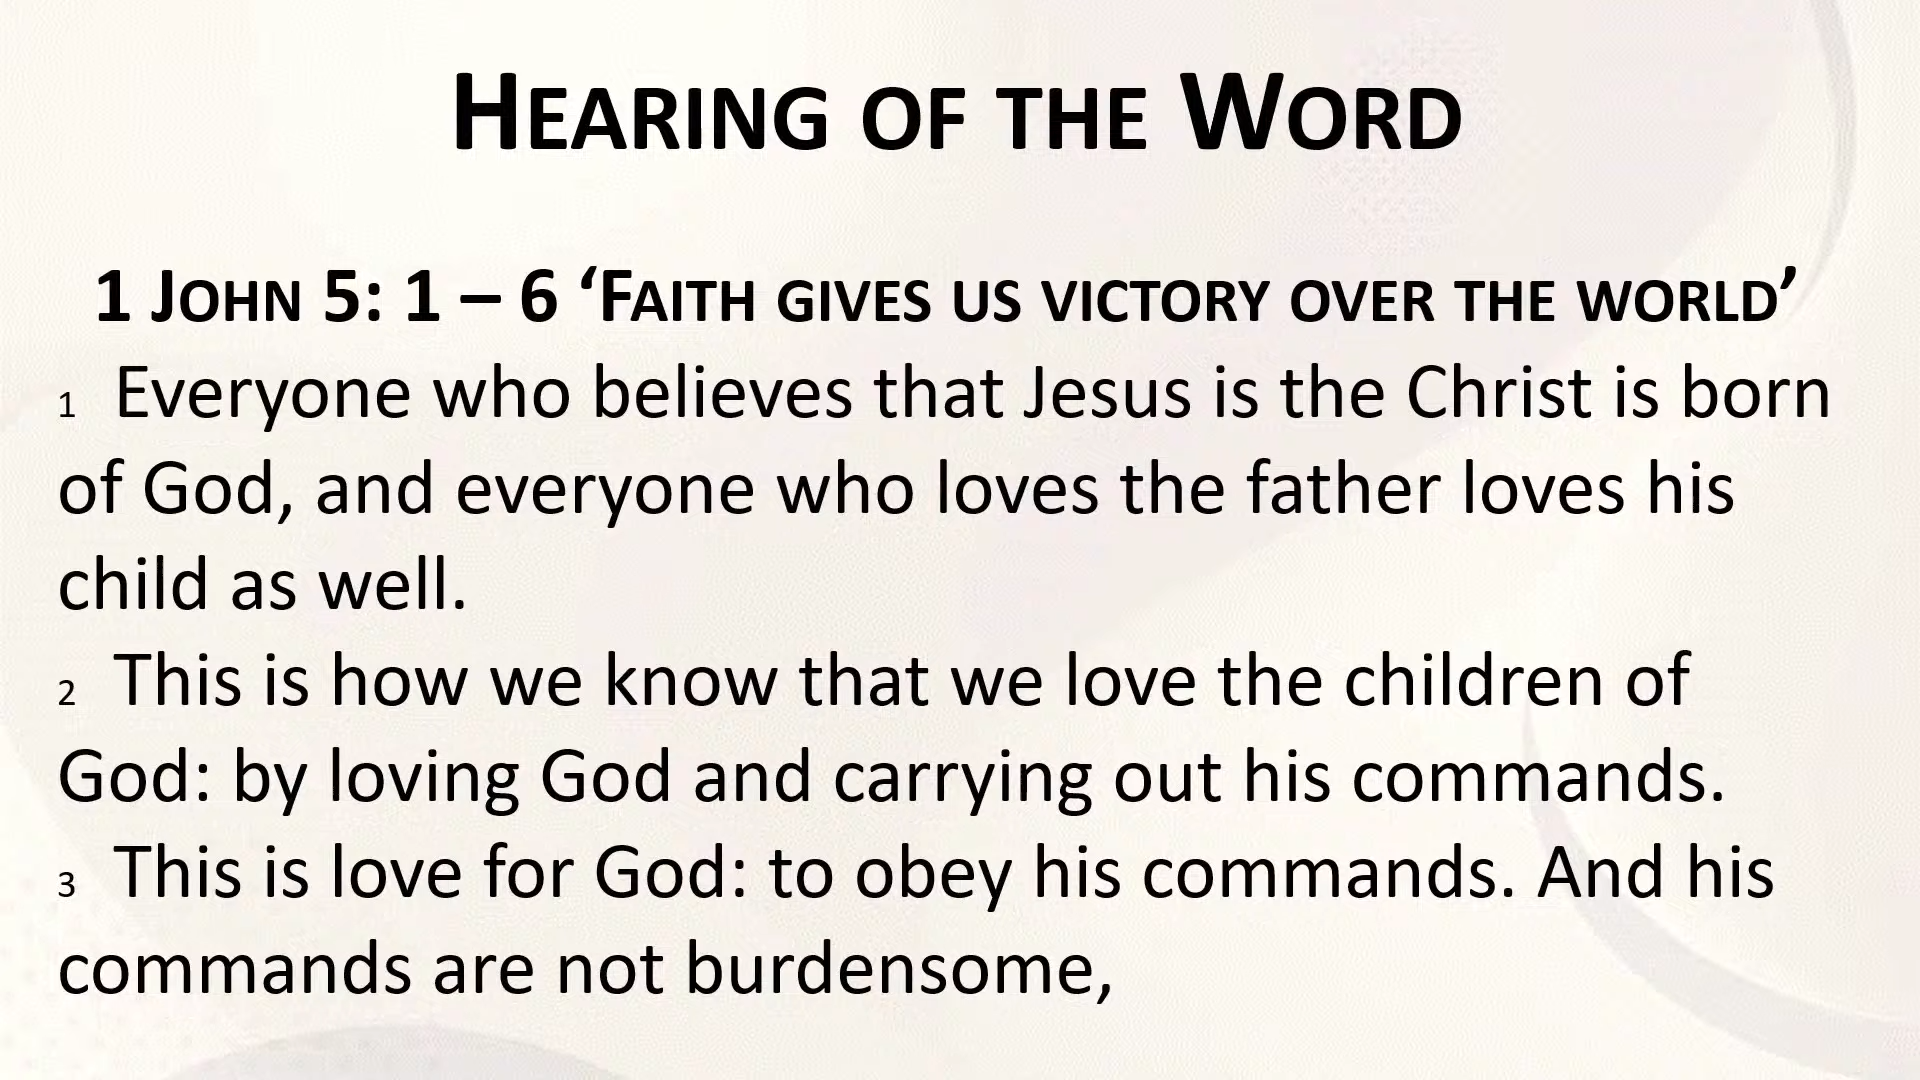 HEARING OF THE WORD
1 JOHN 5: 1 – 6 ‘FAITH GIVES US VICTORY OVER THE WORLD’
1 Everyone who believes that Jesus is the Christ is born
of God, and everyone who loves the father loves his
child as well.
2 This is how we know that we love the children of
God: by loving God and carrying out his commands.
3 This is love for God: to obey his commands. And his
commands are not burdensome,